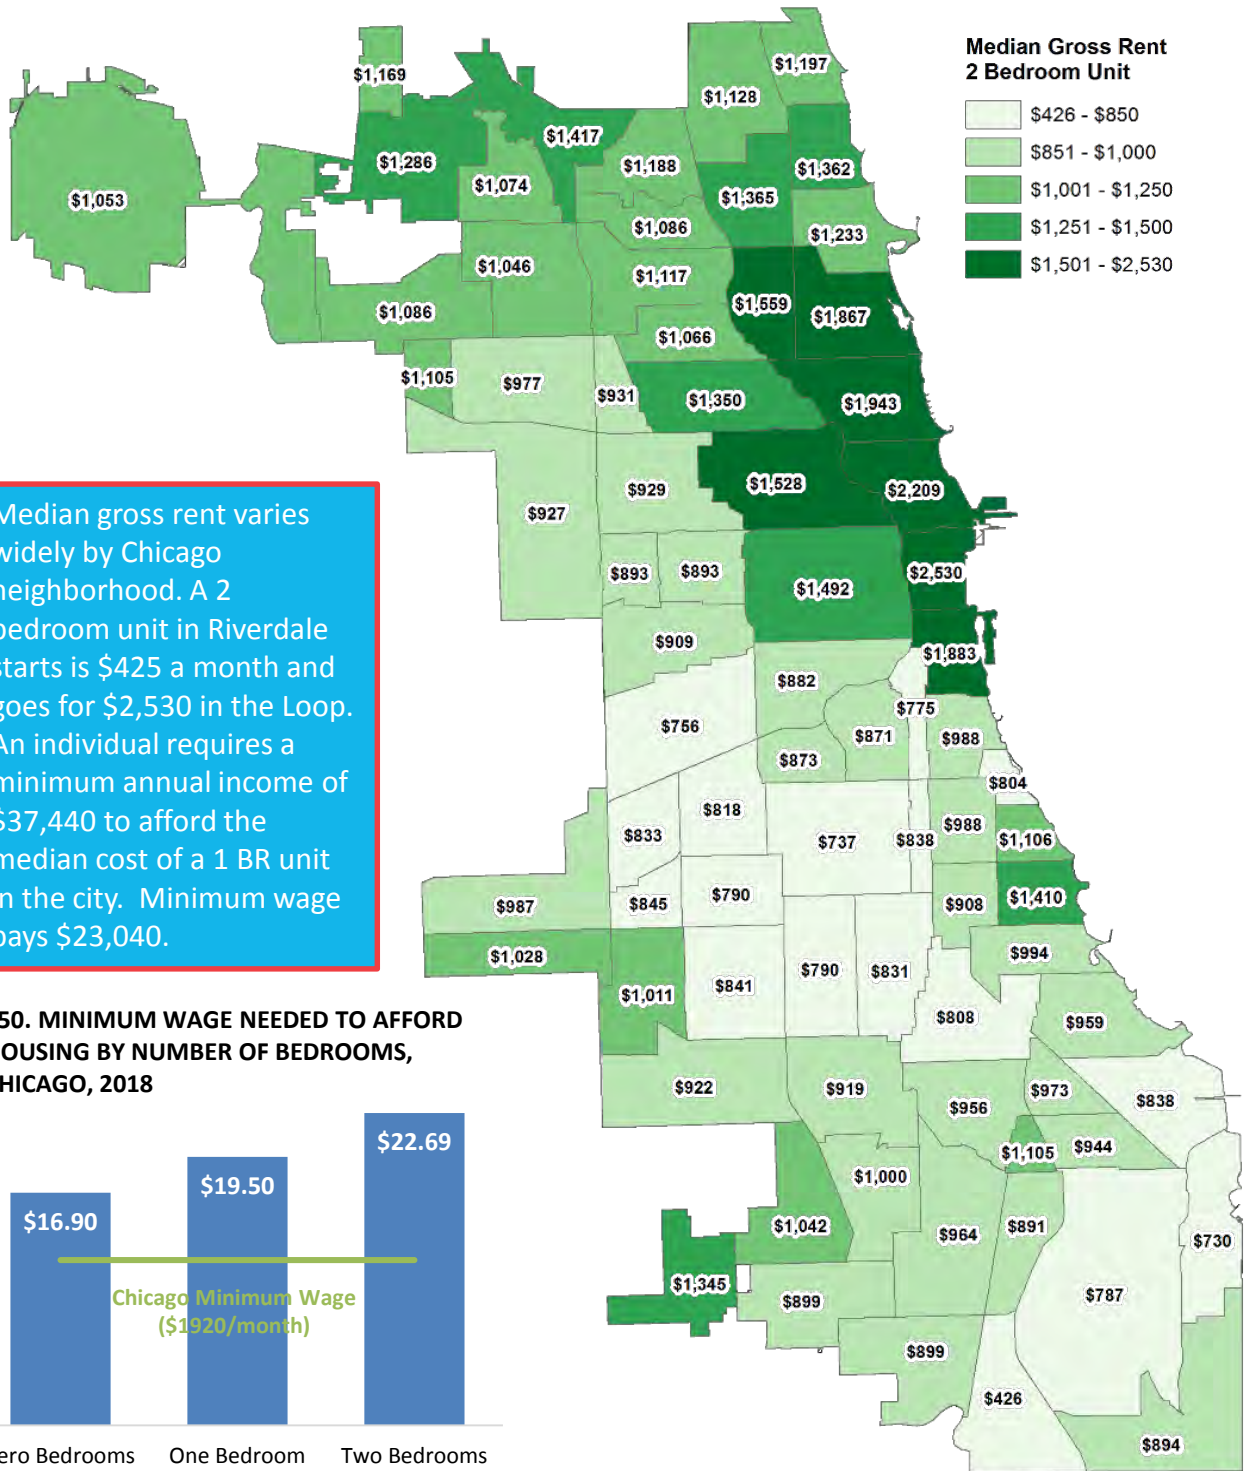 Median Gross Rent
2 Bedroom Unit
$426 - $850
$851 - $1,000
$1,001 - $1,250
$1,251 - $1,500
$1,501 - $2,530
$1,197
$1,169
$1,128
$1,417
$1,286
$1,188
$1,362
$1,074
$1,365
$1,053
$1,086
$1,233
$1,046
$1,117
$1,559
$1,086
$1,867
$1,066
$1,105
$977
$931
$1,350
$1,943
$929
$1,528
$2,209
$927
$893
$893
$1,492
$2,530
$909
$1,883
$882
$775
$756
$871
$988
$873
$804
$818
$833
$737
$838
$988
$1,106
$790
$987
$845
$908
$1,410
$1,028
$994
$841
$790
$831
$1,011
$808
$959
$922
$919
$973
$838
$956
$1,105
$944
$1,000
$1,042
$964
$891
$730
$1,345
$899
$787
$899
$426
$894
Median gross rent varies
widely by Chicago
neighborhood. A 2
bedroom unit in Riverdale
starts is $425 a month and
goes for $2,530 in the Loop.
An individual requires a
minimum annual income of
$37,440 to afford the
median cost of a 1 BR unit
in the city. Minimum wage
pays $23,040.
50. MINIMUM WAGE NEEDED TO AFFORD
OUSING BY NUMBER OF BEDROOMS,
HICAGO, 2018
$16.90
$19.50
$22.69
Chicago Minimum Wage
($1920/month)
ero Bedrooms
One Bedroom
Two Bedrooms